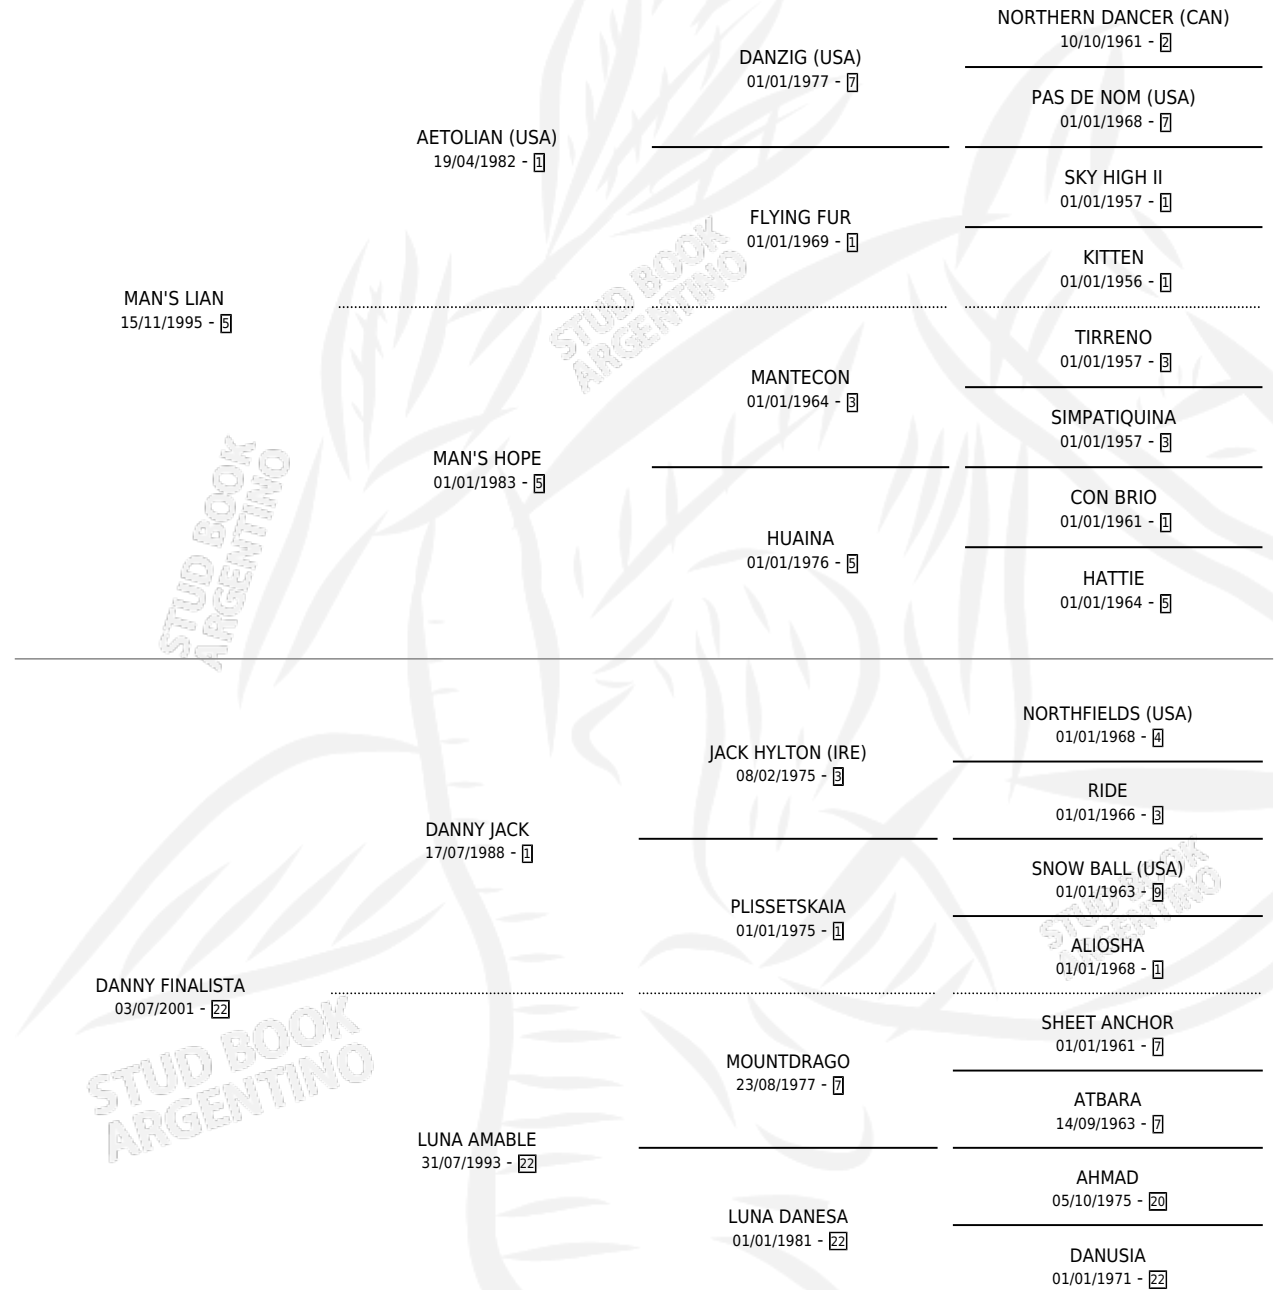 NORTHERN DANCER (CAN)
10/10/1961 - 2
DANZIG (USA)
01/01/1977 - 7
PAS DE NOM (USA)
01/01/1968 - 7
AETOLIAN (USA)
19/04/1982 - 1
SKY HIGH II
01/01/1957 - 1
FLYING FUR
01/01/1969 - 1
KITTEN
01/01/1956 - 1
MAN'S LIAN
15/11/1995 - 5
TIRRENO
01/01/1957 - 3
MANTECON
01/01/1964 - 3
SIMPATIQUINA
01/01/1957 - 3
MAN'S HOPE
01/01/1983 - 5
CON BRIO
01/01/1961 - 1
HUAINA
01/01/1976 - 5
HATTIE
01/01/1964 - 5
STUD BOOK
ARGENTINO
STUD BOOK
ARGENTINO
NORTHFIELDS (USA)
01/01/1968 - 4
JACK HYLTON (IRE)
08/02/1975 - 3
RIDE
01/01/1966 - 3
DANNY JACK
17/07/1988 - 1
SNOW BALL (USA)
01/01/1963 - 9
PLISSETSKAIA
01/01/1975 - 1
ALIOSHA
01/01/1968 - 1
DANNY FINALISTA
03/07/2001 - 22
SHEET ANCHOR
01/01/1961 - 7
MOUNTDRAGO
23/08/1977 - 7
ATBARA
14/09/1963 - 7
LUNA AMABLE
31/07/1993 - 22
AHMAD
05/10/1975 - 20
LUNA DANESA
01/01/1981 - 22
DANUSIA
01/01/1971 - 22
STUD BOOK
ARGENTINO
STUD BOOK
ARGENTINO